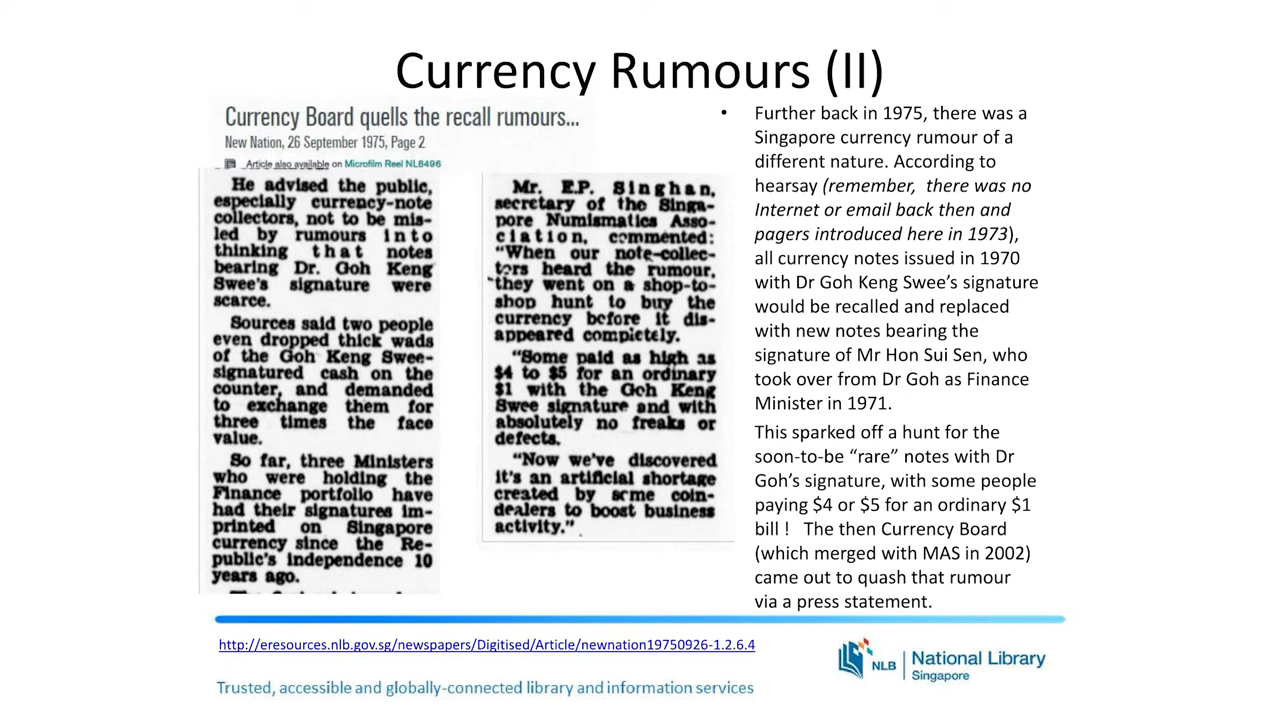 Currency Rumours (II)
Currency Board quells the recall rumours...
New Nation, 26 September 1975, Page 2
Article also available on Microfilm Reel NL8496
He advised the public,
especially currency-note
collectors, not to be mis-
led by rumours into
thinking that notes
bearing Dr. Goh Keng
Swee's signature were
scarce.
Sources said two people
even dropped thick wads
of the Goh Keng Swee-
signatured cash on the
counter, and demanded
to exchange them for
three times the face
value.
So far, three Ministers
who were holding the
Finance portfolio have
had their signatures im-
printed on Singapore
currency since the Re-
public's independence 10
years ago.
Mr. E.P. Singhan,
secretary of the Singa-
pore Numismatics Asso-
ciation, commented:
"When our note-collec-
tors heard the rumour,
they went on a shop-to-
shop hunt to buy the
currency before it dis-
appeared completely.
"Some paid as high as
$4 to $5 for an ordinary
$1 with the Goh Keng
Swee signature and with
absolutely no freaks or
defects.
"Now we've discovered
it's an artificial shortage
created by some coin-
dealers to boost business
activity."
• Further back in 1975, there was a
Singapore currency rumour of a
different nature. According to
hearsay (remember, there was no
Internet or email back then and
pagers introduced here in 1973),
all currency notes issued in 1970
with Dr Goh Keng Swee's signature
would be recalled and replaced
with new notes bearing the
signature of Mr Hon Sui Sen, who
took over from Dr Goh as Finance
Minister in 1971.
This sparked off a hunt for the
soon-to-be “rare” notes with Dr
Goh's signature, with some people
paying $4 or $5 for an ordinary $1
bill ! The then Currency Board
(which merged with MAS in 2002)
came out to quash that rumour
via a press statement.
http://eresources.nlb.gov.sg/newspapers/Digitised/Article/newnation19750926-1.2.6.4
NLB National Library
Singapore
Trusted, accessible and globally-connected library and information services